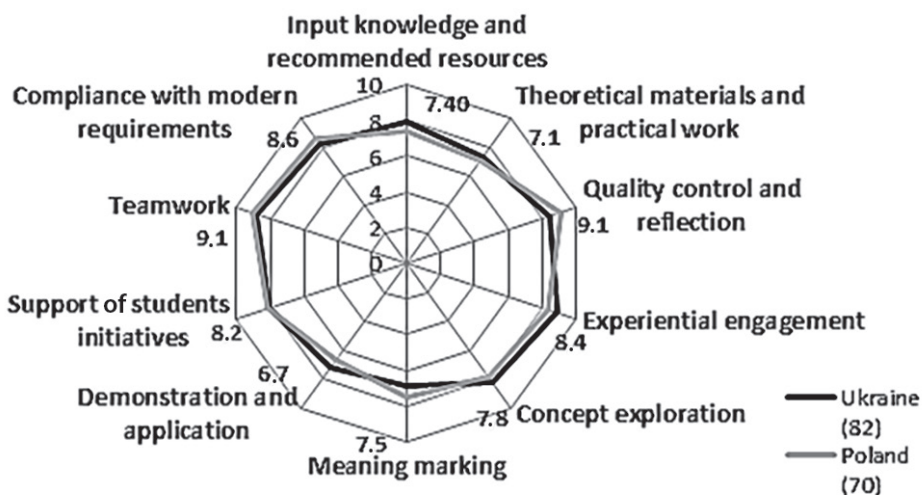 Input knowledge and
recommended resources
10
7.40
Compliance with modern
requirements
8.6
Theoretical materials and
practical work
7.1
8
6
4
2
0
Teamwork
9.1
Quality control and
reflection
9.1
Support of students
initiatives
8.2
Experiential engagement
8.4
6.7
Demonstration and
application
7.8
Concept exploration
7.5
Meaning marking
Ukraine
(82)
Poland
(70)